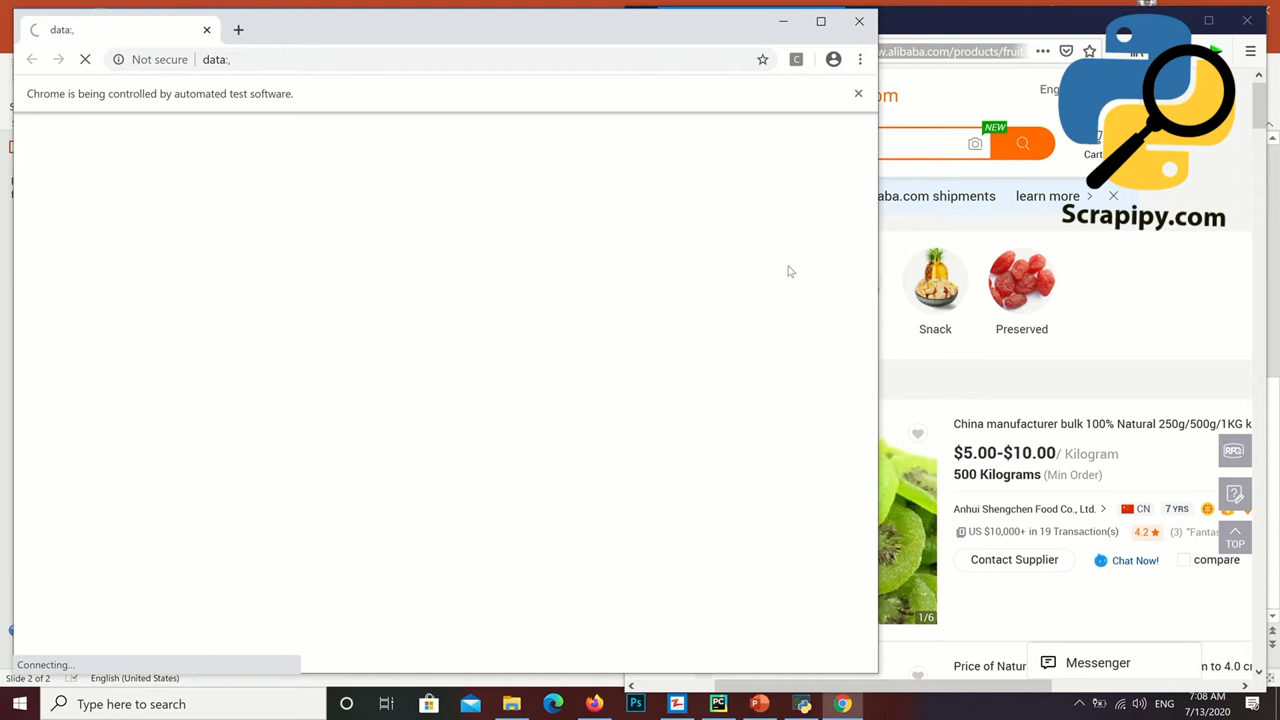 data:,
Not secure
data:,
C
Chrome is being controlled by automated test software.
w.alibaba.com/products/fruit
om
Eng
NEW
Cart
aba.com shipments
learn more
Scrapipy.com
Snack
Preserved
China manufacturer bulk 100% Natural 250g/500g/1KG k
$5.00-$10.00/ Kilogram
500 Kilograms (Min Order)
RFQ
Anhui Shengchen Food Co., Ltd.
CN
7 YRS
US $10,000+ in 19 Transaction(s)
4.2
(3)
"Fantas
TOP
Contact Supplier
Chat Now!
compare
1/6
Messenger
Price of Natur
m to 4.0 c
Connecting...
Slide 2 of 2
English (United States)
Type here to search
Ps
PC
ENG
7:08 AM
7/13/2020